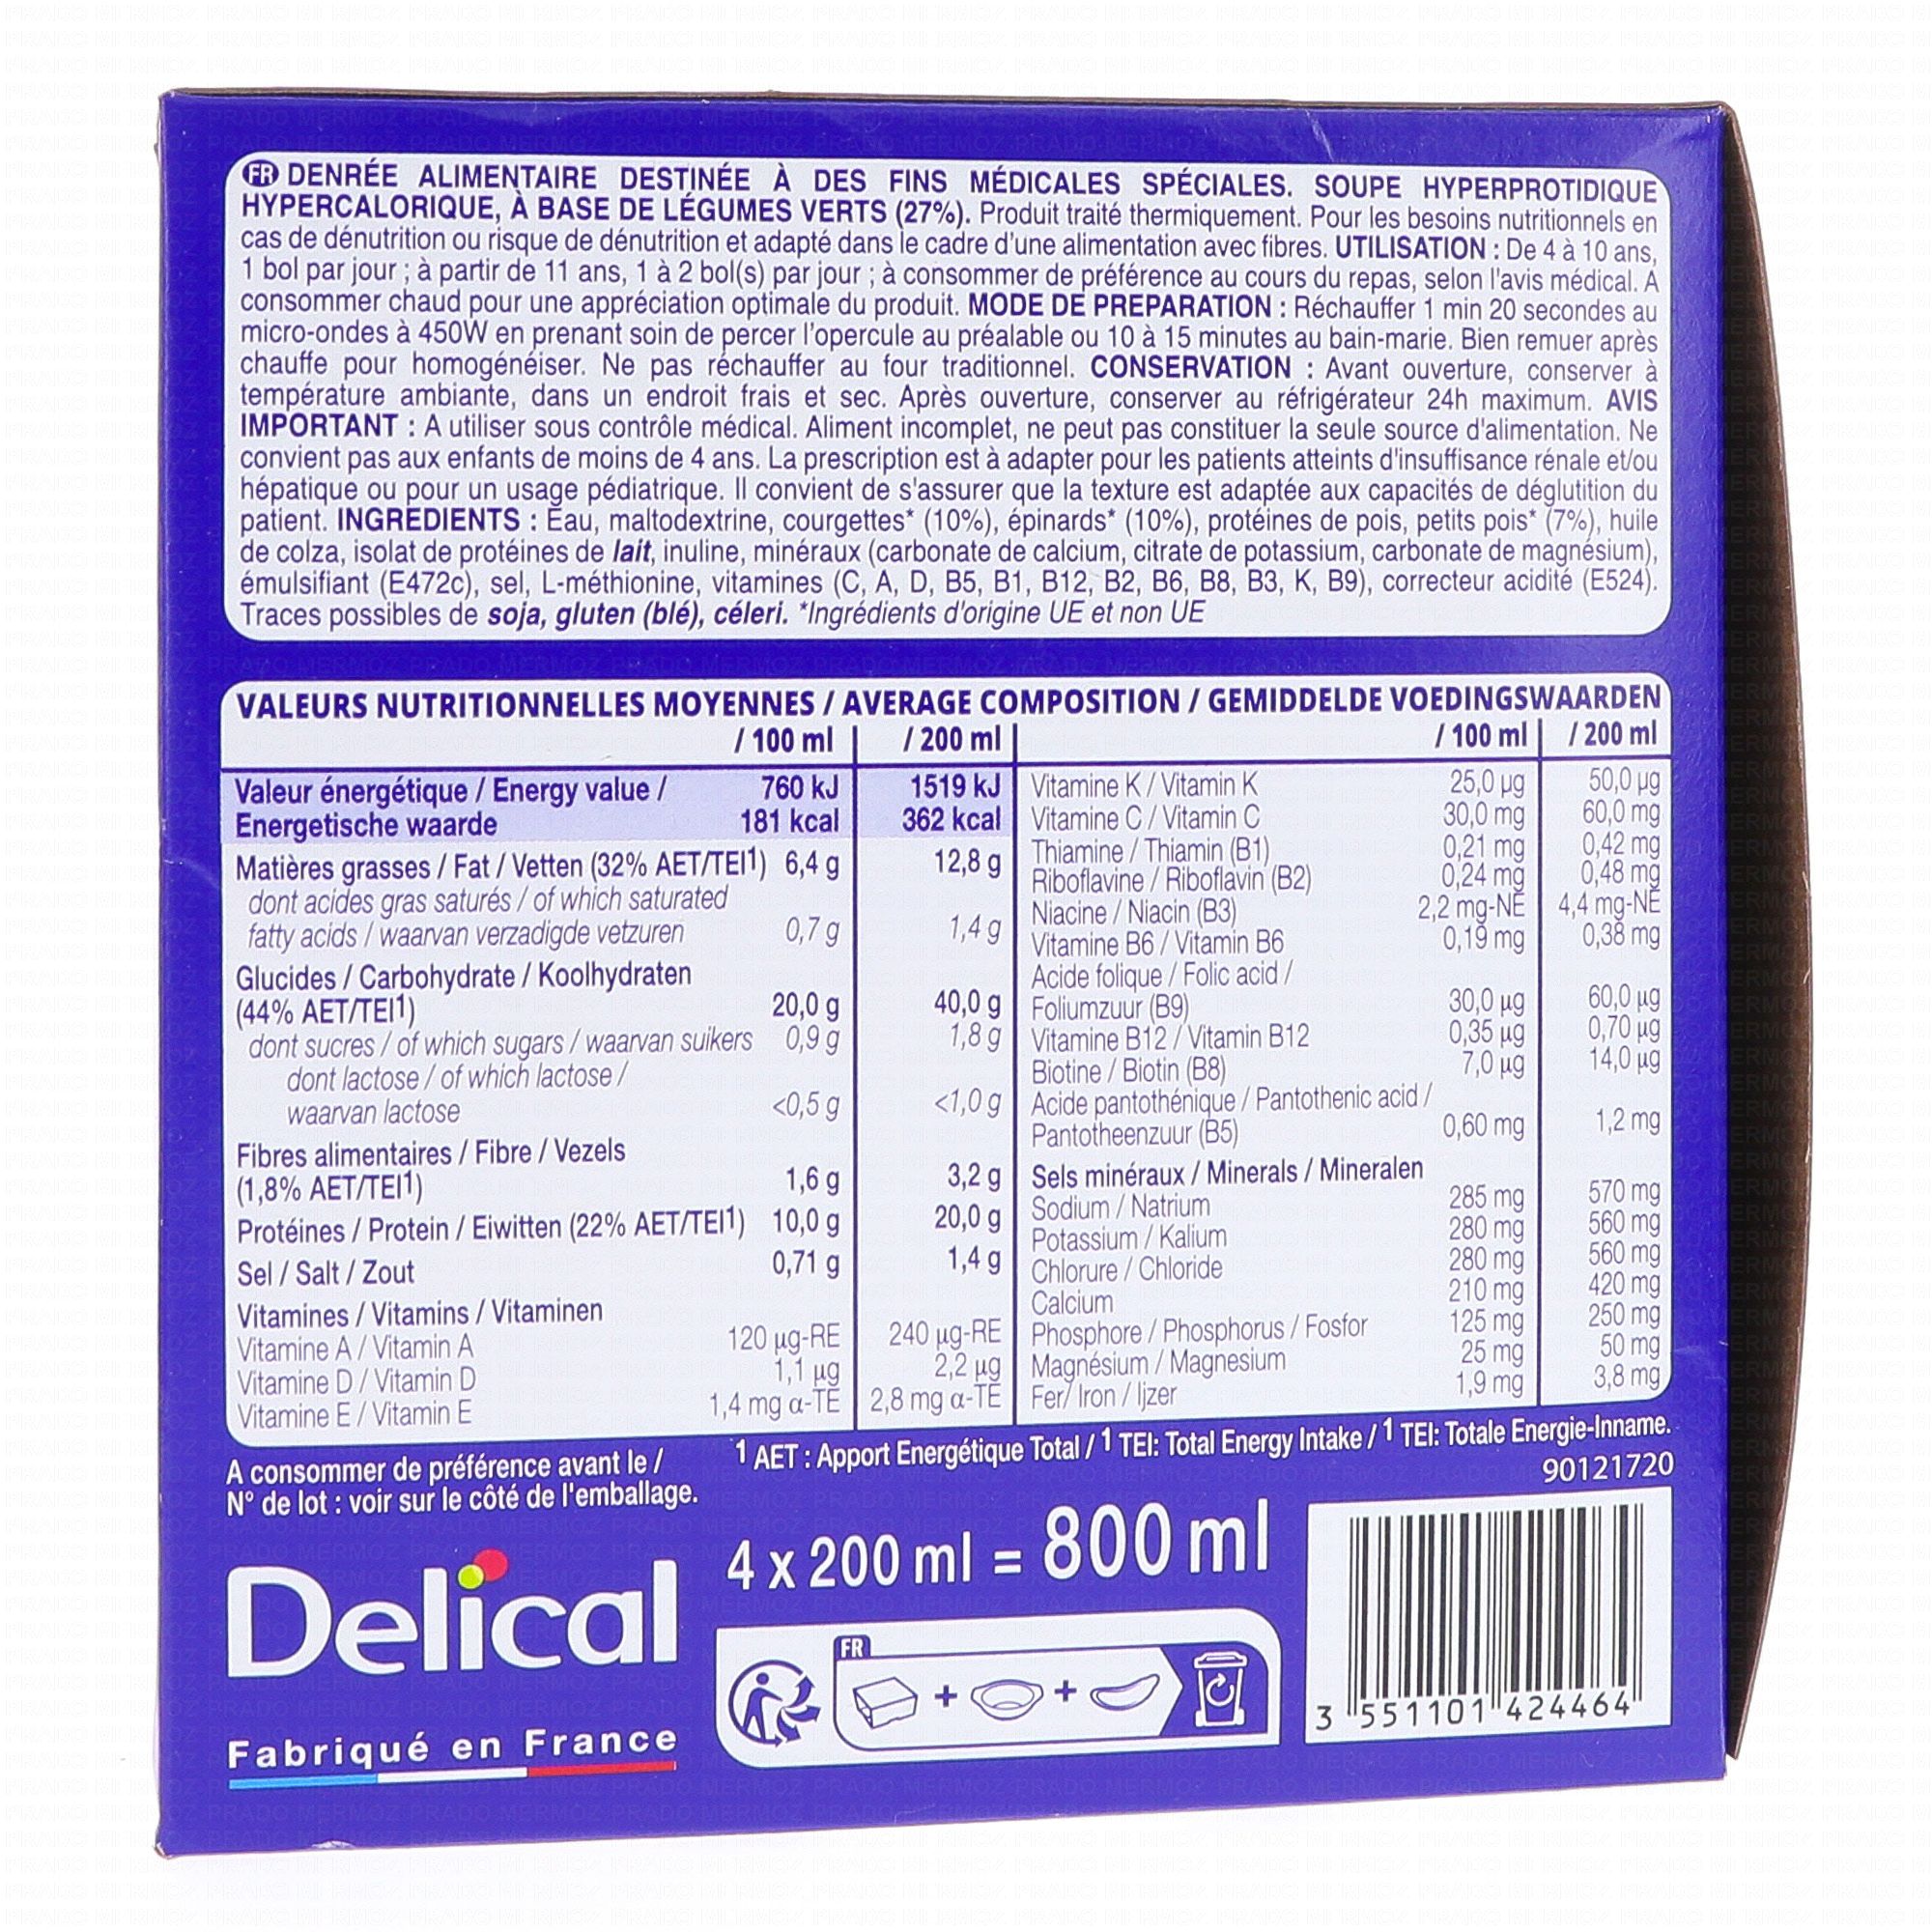 FR DENRÉE ALIMENTAIRE DESTINÉE À DES FINS MÉDICALES SPÉCIALES. SOUPE HYPERPROTIDIQUE
HYPERCALORIQUE, À BASE DE LÉGUMES VERTS (27%). Produit traité thermiquement. Pour les besoins nutritionnels en
cas de dénutrition ou risque de dénutrition et adapté dans le cadre d'une alimentation avec fibres. UTILISATION : De 4 à 10 ans,
1 bol par jour ; à partir de 11 ans, 1 à 2 bol(s) par jour ; à consommer de préférence au cours du repas, selon l'avis médical. A
consommer chaud pour une appréciation optimale du produit. MODE DE PREPARATION : Réchauffer 1 min 20 secondes au
micro-ondes à 450W en prenant soin de percer l'opercule au préalable ou 10 à 15 minutes au bain-marie. Bien remuer après
chauffe pour homogénéiser. Ne pas réchauffer au four traditionnel. CONSERVATION : Avant ouverture, conserver à
température ambiante, dans un endroit frais et sec. Après ouverture, conserver au réfrigérateur 24h maximum. AVIS
IMPORTANT : A utiliser sous contrôle médical. Aliment incomplet, ne peut pas constituer la seule source d'alimentation. Ne
convient pas aux enfants de moins de 4 ans. La prescription est à adapter pour les patients atteints d'insuffisance rénale et/ou
hépatique ou pour un usage pédiatrique. Il convient de s'assurer que la texture est adaptée aux capacités de déglutition du
patient. INGREDIENTS : Eau, maltodextrine, courgettes* (10%), épinards* (10%), protéines de pois, petits pois* (7%), huile
de colza, isolat de protéines de lait, inuline, minéraux (carbonate de calcium, citrate de potassium, carbonate de magnésium),
émulsifiant (E472c), sel, L-méthionine, vitamines (C, A, D, B5, B1, B12, B2, B6, B8, B3, K, B9), correcteur acidité (E524).
Traces possibles de soja, gluten (blé), céleri. *Ingrédients d'origine UE et non UE
VALEURS NUTRITIONNELLES MOYENNES / AVERAGE COMPOSITION / GEMIDDELDE VOEDINGSWAARDEN
/ 100 ml / 200 ml
Valeur énergétique / Energy value / 760 kJ 1519 kJ
Energetische waarde 181 kcal 362 kcal
Matières grasses / Fat / Vetten (32% AET/TEI1) 6,4 g 12,8 g
dont acides gras saturés / of which saturated
fatty acids / waarvan verzadigde vetzuren 0,7 g 1,4 g
Glucides / Carbohydrate / Koolhydraten
(44% AET/TEI1) 20,0 g 40,0 g
dont sucres / of which sugars / waarvan suikers 0,9 g 1,8 g
dont lactose / of which lactose /
waarvan lactose <0,5 g <1,0 g
Fibres alimentaires / Fibre / Vezels
(1,8% AET/TEI1) 1,6 g 3,2 g
Protéines / Protein / Eiwitten (22% AET/TEI1) 10,0 g 20,0 g
Sel / Salt / Zout 0,71 g 1,4 g
Vitamines / Vitamins / Vitaminen
Vitamine A / Vitamin A 120 µg-RE 240 µg-RE
Vitamine D / Vitamin D 1,1 µg 2,2 µg
Vitamine E / Vitamin E 1,4 mg α-TE 2,8 mg α-TE
/ 100 ml / 200 ml
Vitamine K / Vitamin K 25,0 µg 50,0 µg
Vitamine C / Vitamin C 30,0 mg 60,0 mg
Thiamine / Thiamin (B1) 0,21 mg 0,42 mg
Riboflavine / Riboflavin (B2) 0,24 mg 0,48 mg
Niacine / Niacin (B3) 2,2 mg-NE 4,4 mg-NE
Vitamine B6 / Vitamin B6 0,19 mg 0,38 mg
Acide folique / Folic acid /
Foliumzuur (B9) 30,0 µg 60,0 µg
Vitamine B12 / Vitamin B12 0,35 µg 0,70 µg
Biotine / Biotin (B8) 7,0 µg 14,0 µg
Acide pantothénique / Pantothenic acid /
Pantotheenzuur (B5) 0,60 mg 1,2 mg
Sels minéraux / Minerals / Mineralen
Sodium / Natrium 285 mg 570 mg
Potassium / Kalium 280 mg 560 mg
Chlorure / Chloride 280 mg 560 mg
Calcium 210 mg 420 mg
Phosphore / Phosphorus / Fosfor 125 mg 250 mg
Magnésium / Magnesium 25 mg 50 mg
Fer/ Iron / Ijzer 1,9 mg 3,8 mg
1 AET : Apport Energétique Total / 1 TEI: Total Energy Intake / 1 TEI: Totale Energie-Inname.
A consommer de préférence avant le /
N° de lot : voir sur le côté de l'emballage.
90121720
Delical
4 x 200 ml = 800 ml
FR
Fabriqué en France
3 551101 424464
PRADO MERMOZ